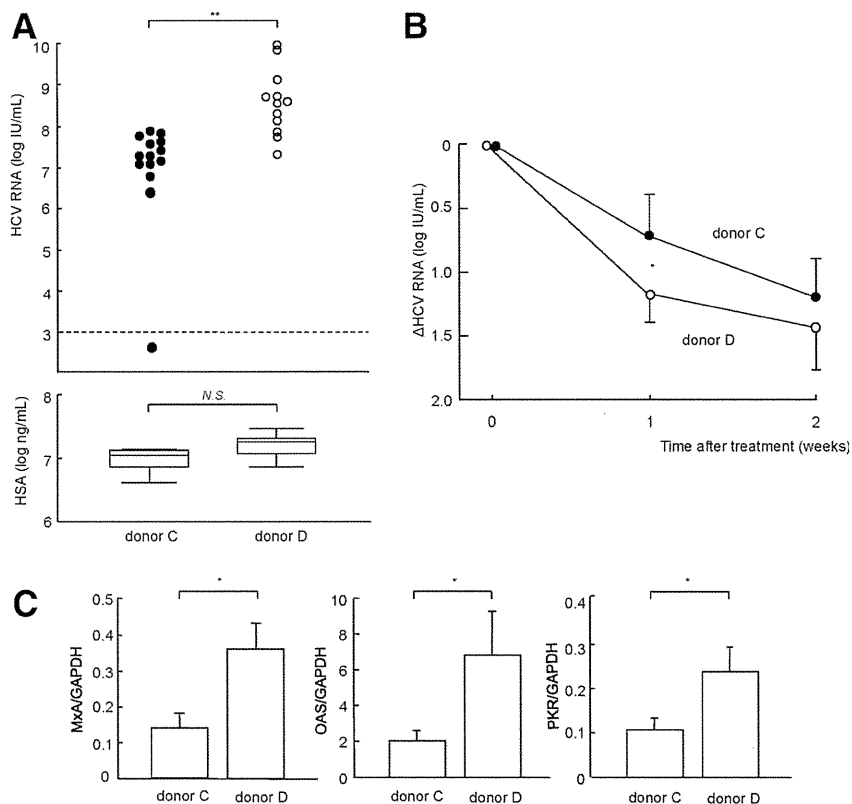 A
**
HCV RNA (log IU/mL)
10
9
8
7
6
5
4
3
HSA (log ng/mL)
8
7
6
N.S.
donor C
donor D
B
ΔHCV RNA (log IU/mL)
0
0.5
1.0
1.5
2.0
donor C
*
donor D
0
1
2
Time after treatment (weeks)
C
MxA/GAPDH
0.5
0.4
0.3
0.2
0.1
0
*
donor C
donor D
OAS/GAPDH
10
8
6
4
2
0
*
donor C
donor D
PKR/GAPDH
0.4
0.3
0.2
0.1
0
*
donor C
donor D